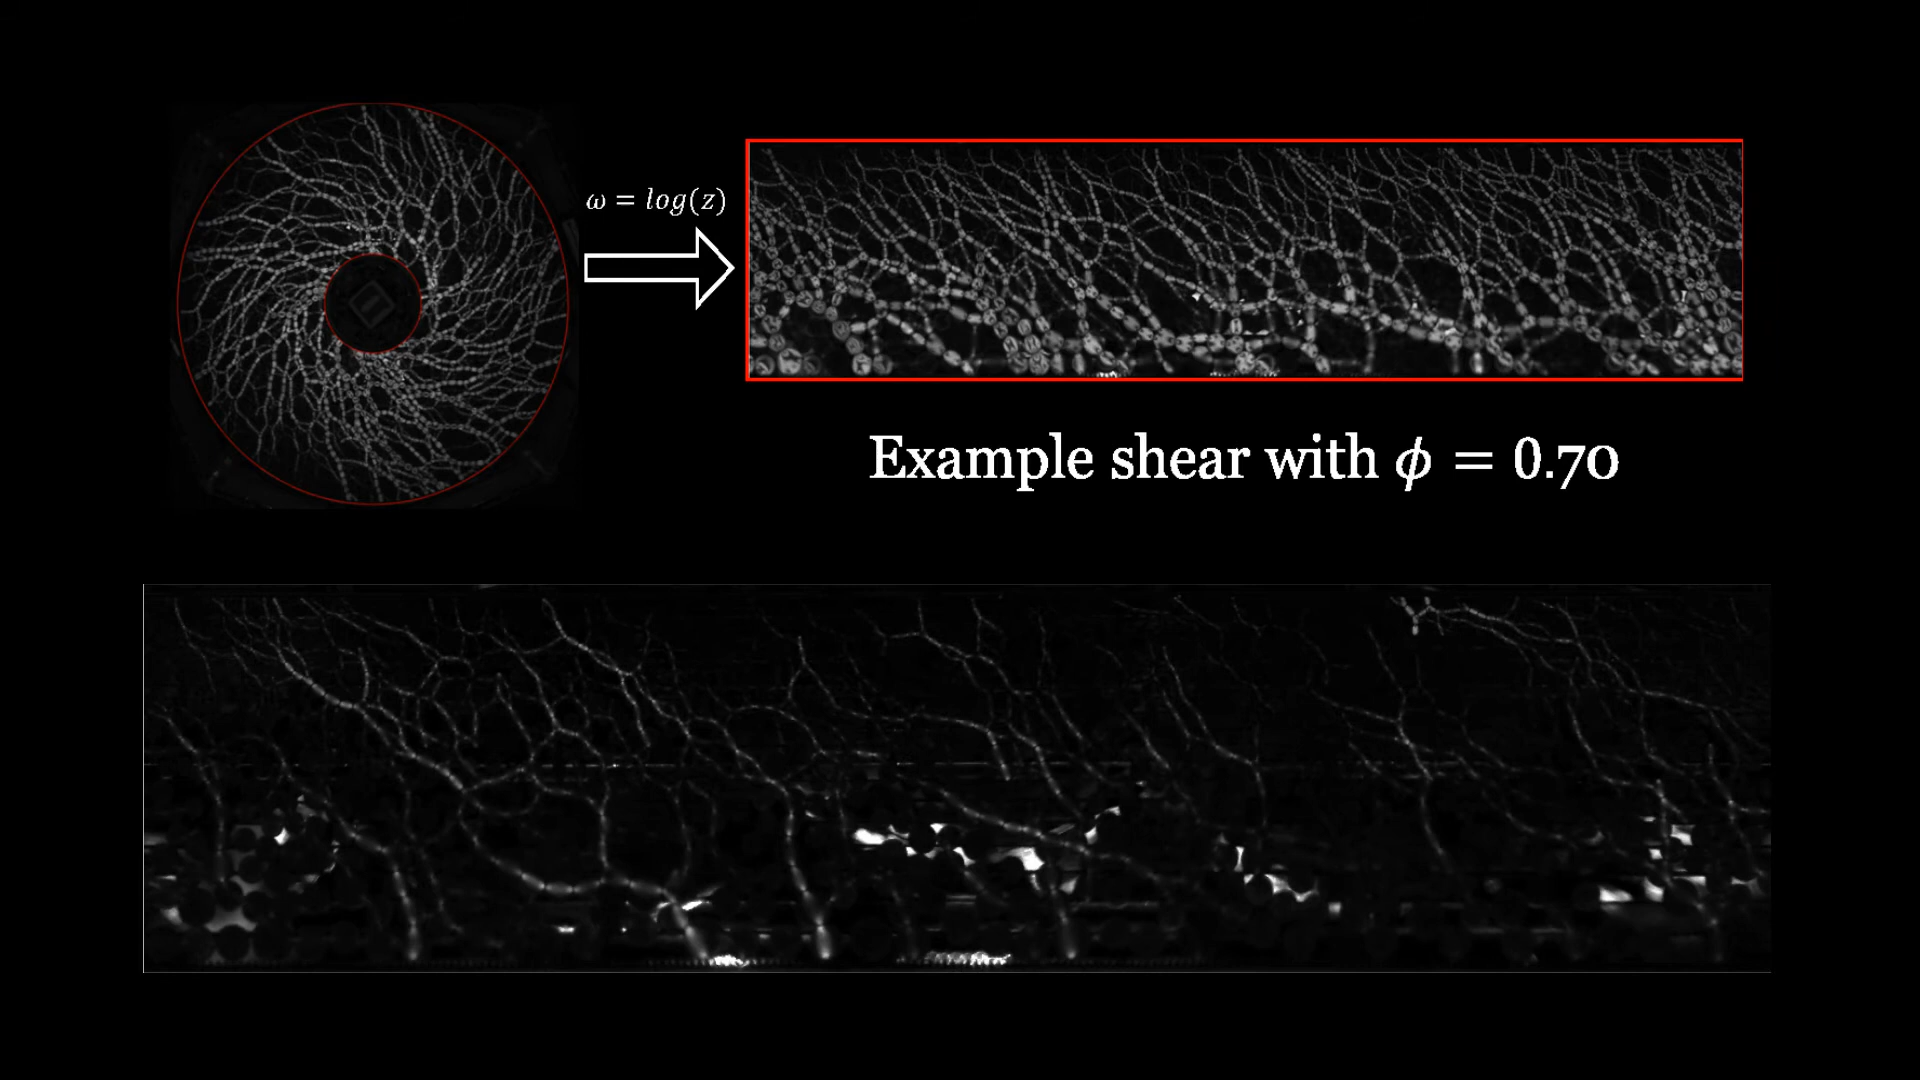 ω = log(z)
Example shear with ϕ = 0.70